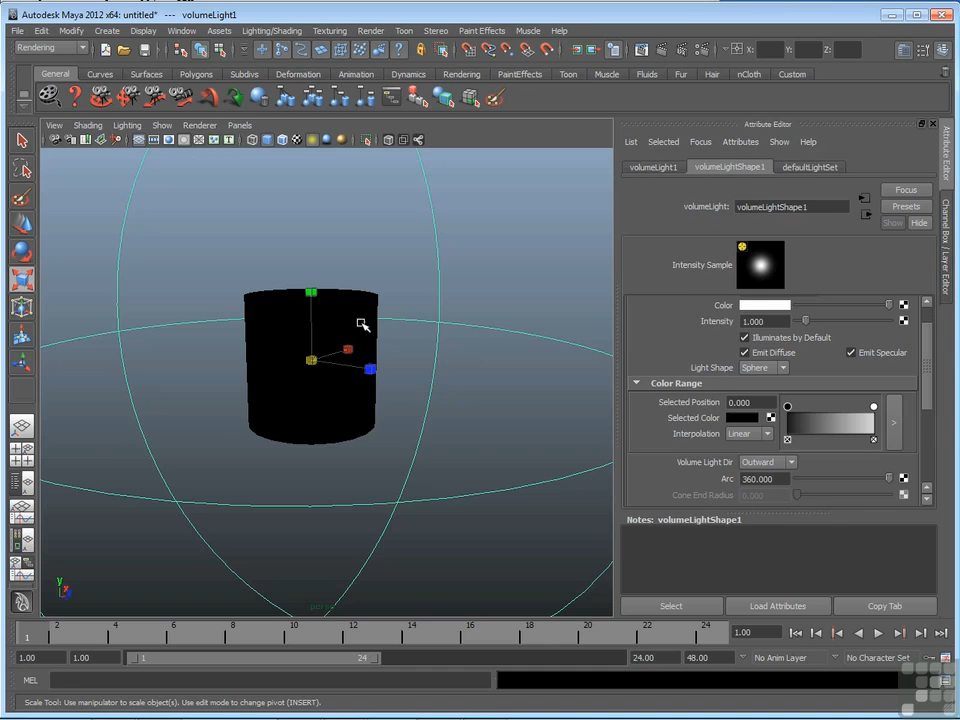 Autodesk Maya 2012 x64: untitled* --- volumeLight1
File Edit Modify Create Display Window Assets Lighting/Shading Texturing Render Toon Stereo Paint Effects Muscle Help
Rendering X: Y: Z:
General Curves Surfaces Polygons Subdivs Deformation Animation Dynamics Rendering PaintEffects Toon Muscle Fluids Fur Hair nCloth Custom
View Shading Lighting Show Renderer Panels
Attribute Editor
List Selected Focus Attributes Show Help
volumeLight1 volumeLightShape1 defaultLightSet
Focus
volumeLight: volumeLightShape1 Presets
Show Hide
Intensity Sample
Color
Intensity 1.000
Illuminates by Default
Emit Diffuse Emit Specular
Light Shape Sphere
Color Range
Selected Position 0.000
Selected Color
>
Interpolation Linear
Volume Light Dir Outward
Arc 360.000
Cone End Radius 0.000
Notes: volumeLightShape1
Select Load Attributes Copy Tab
Attribute Editor
Channel Box / Layer Editor
y
x
z
persp
2 4 6 8 10 12 14 16 18 20 22 24
1
1.00
1.00 1.00 1 24 24.00 48.00 No Anim Layer No Character Set
MEL
Scale Tool: Use manipulator to scale object(s). Use edit mode to change pivot (INSERT).